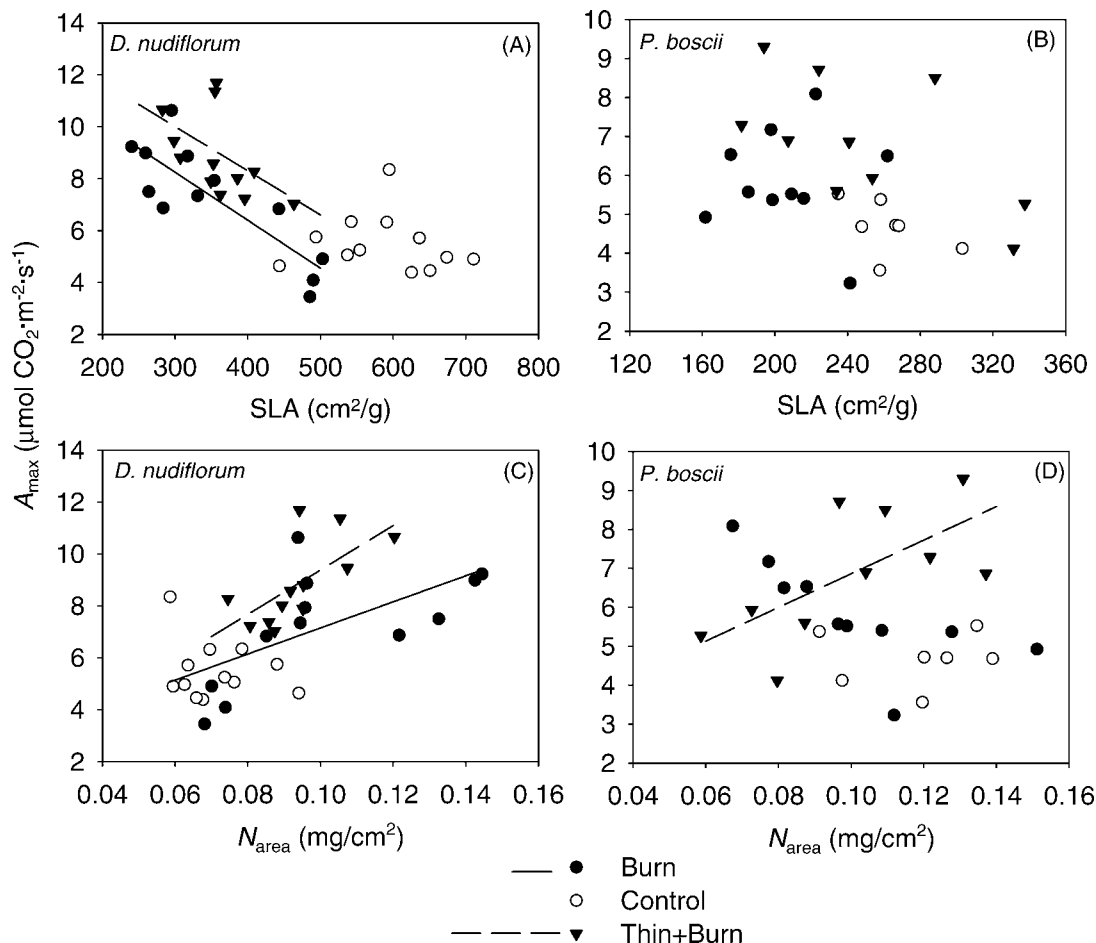 D. nudiflorum (A)
14
12
10
8
6
4
2
200 300 400 500 600 700 800
SLA (cm²/g)
P. boscii (B)
10
9
8
7
6
5
4
3
2
120 160 200 240 280 320 360
SLA (cm²/g)
Amax (μmol CO₂·m⁻²·s⁻¹)
D. nudiflorum (C)
14
12
10
8
6
4
2
0.04 0.06 0.08 0.10 0.12 0.14 0.16
Narea (mg/cm²)
P. boscii (D)
10
9
8
7
6
5
4
3
2
0.04 0.06 0.08 0.10 0.12 0.14 0.16
Narea (mg/cm²)
Burn
Control
Thin+Burn